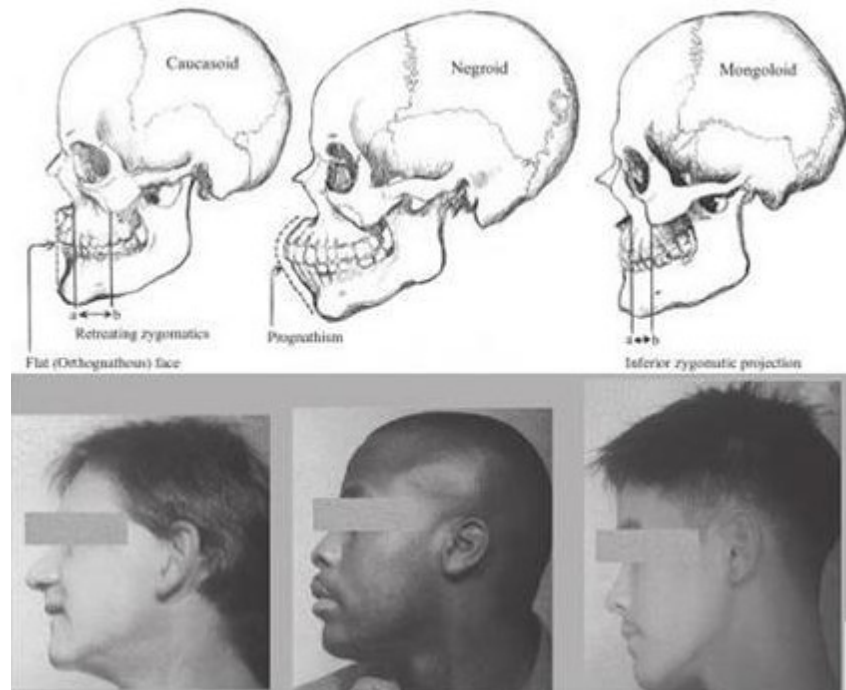 Caucasoid
Negroid
Mongoloid
a b
Retreating zygomatics
Flat (Orthognathous) face
Prognathism
a b
Inferior zygomatic projection